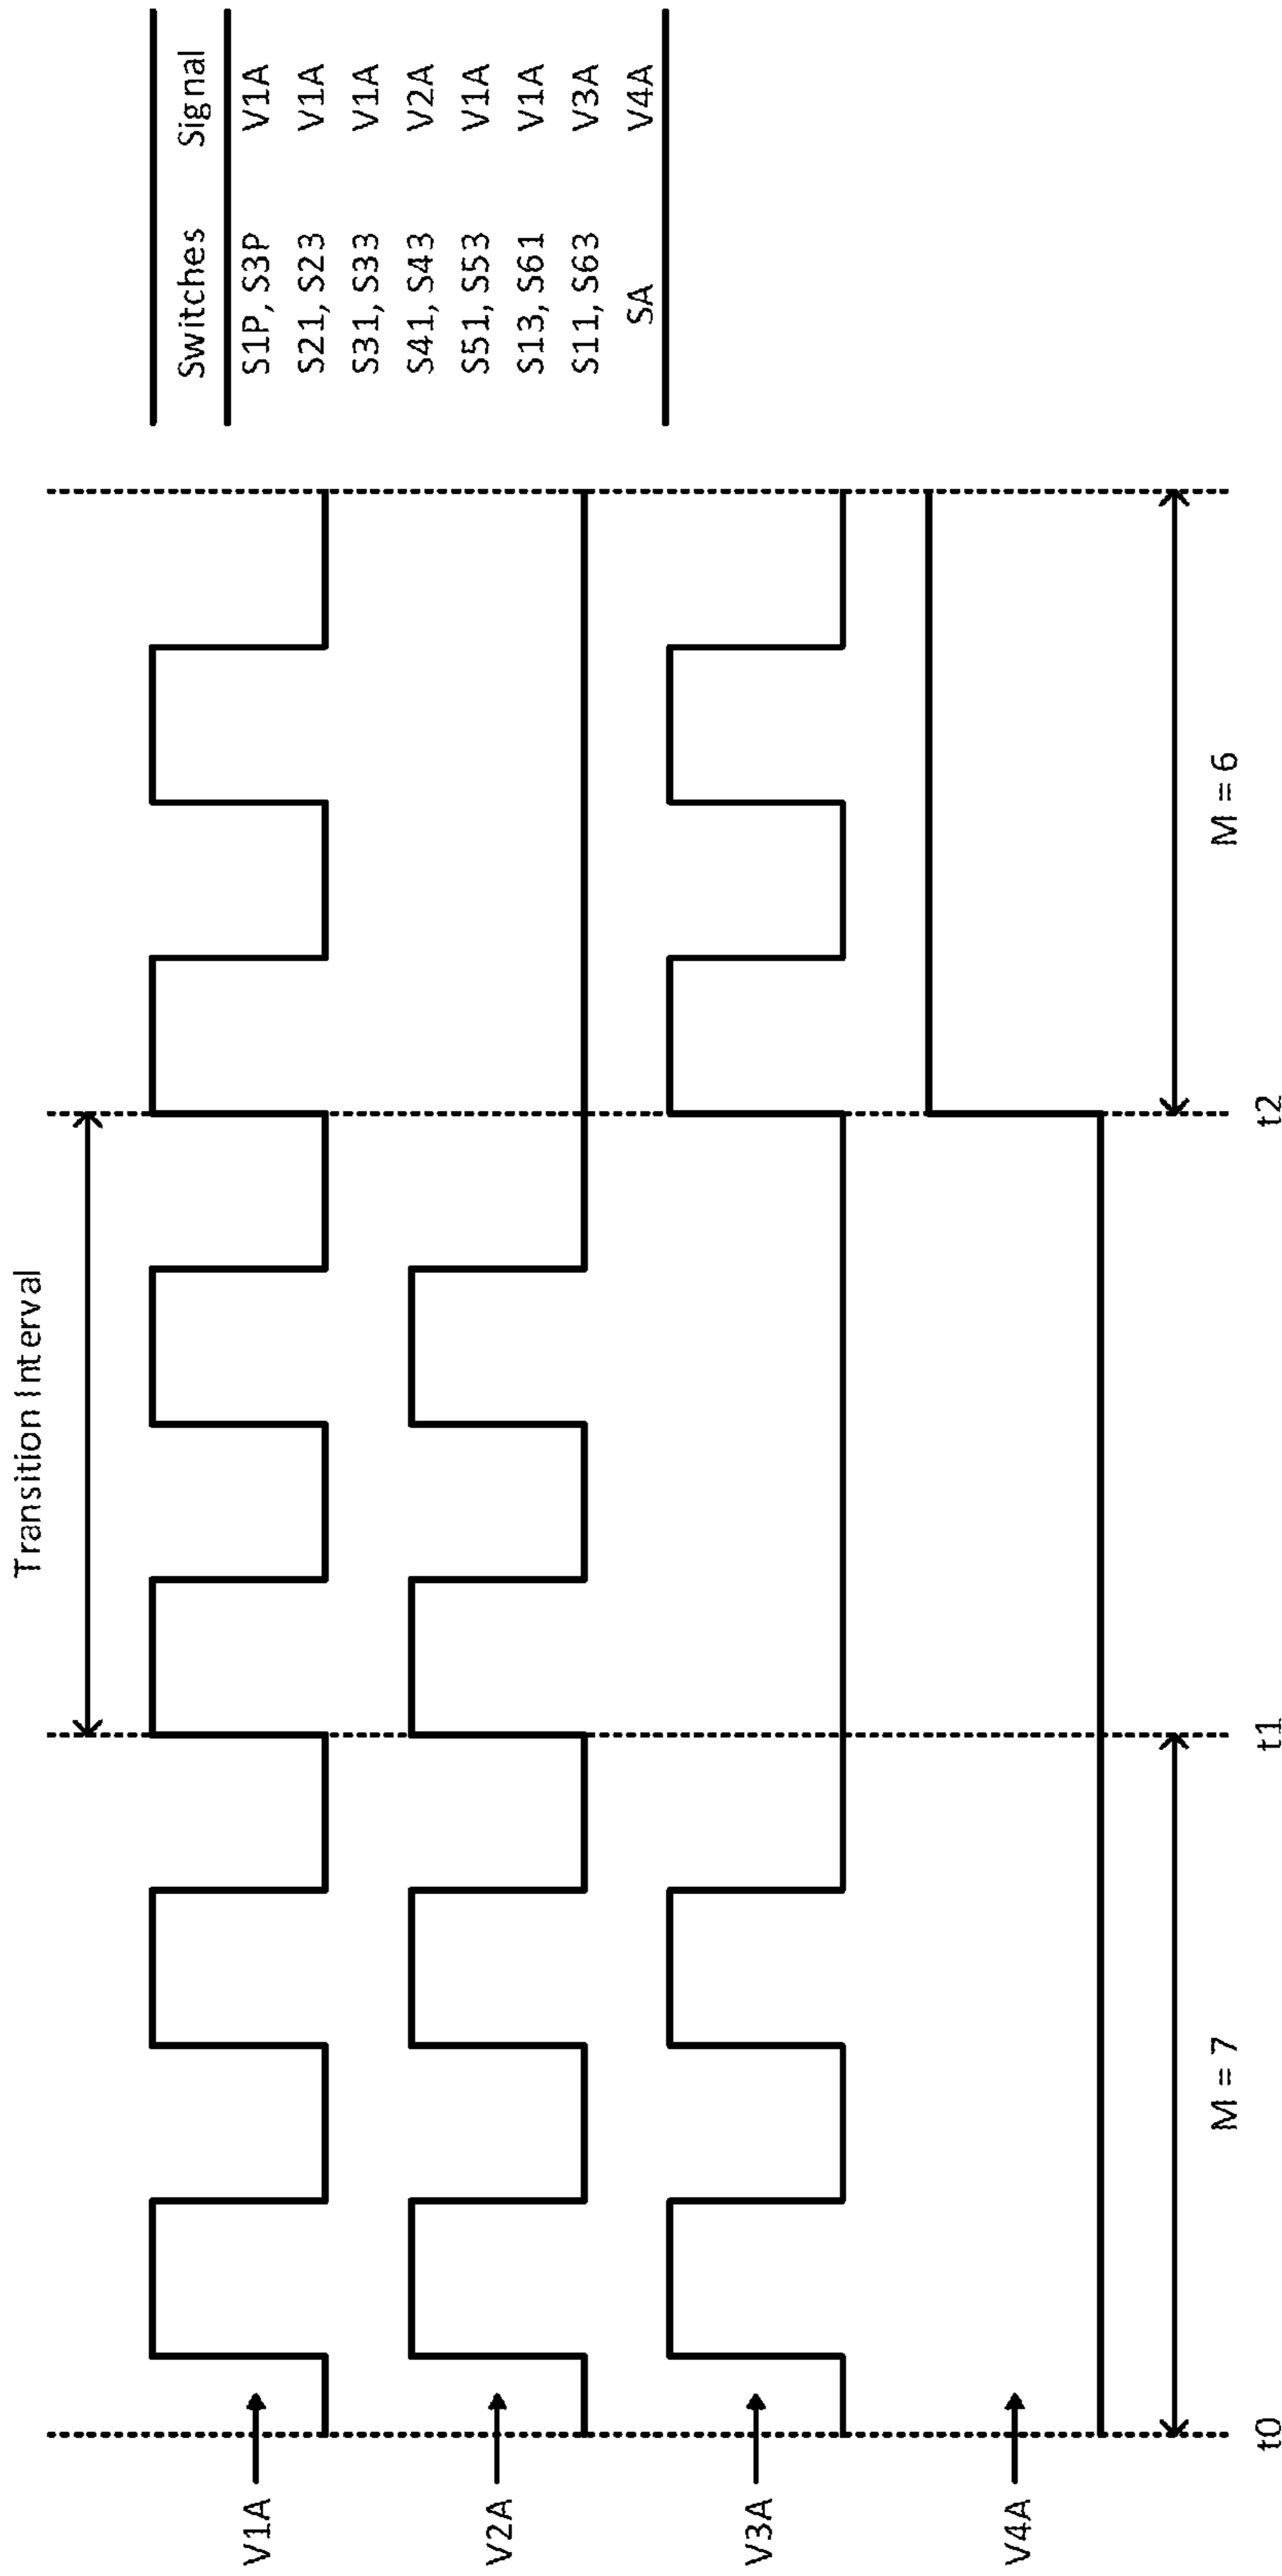 Transition Interval
V1A
V2A
V3A
V4A
M = 7
M = 6
t0
t1
t2
Switches Signal
S1P, S3P V1A
S21, S23 V1A
S31, S33 V1A
S41, S43 V2A
S51, S53 V1A
S13, S61 V1A
S11, S63 V3A
SA V4A